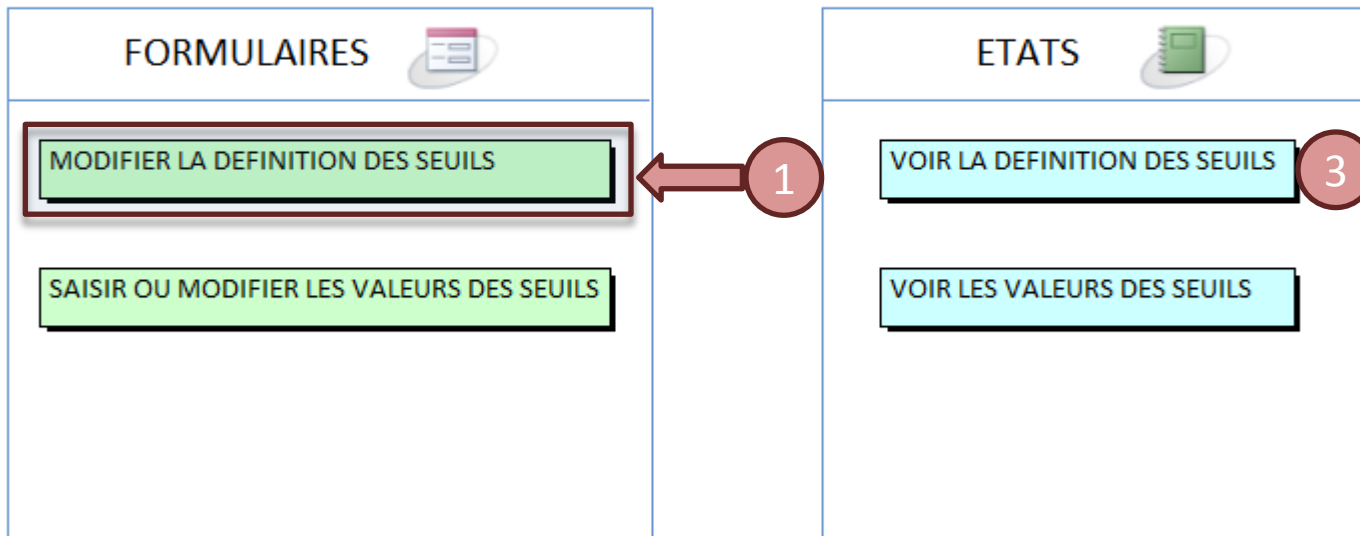 FORMULAIRES
MODIFIER LA DEFINITION DES SEUILS
1
SAISIR OU MODIFIER LES VALEURS DES SEUILS
ETATS
VOIR LA DEFINITION DES SEUILS
3
VOIR LES VALEURS DES SEUILS